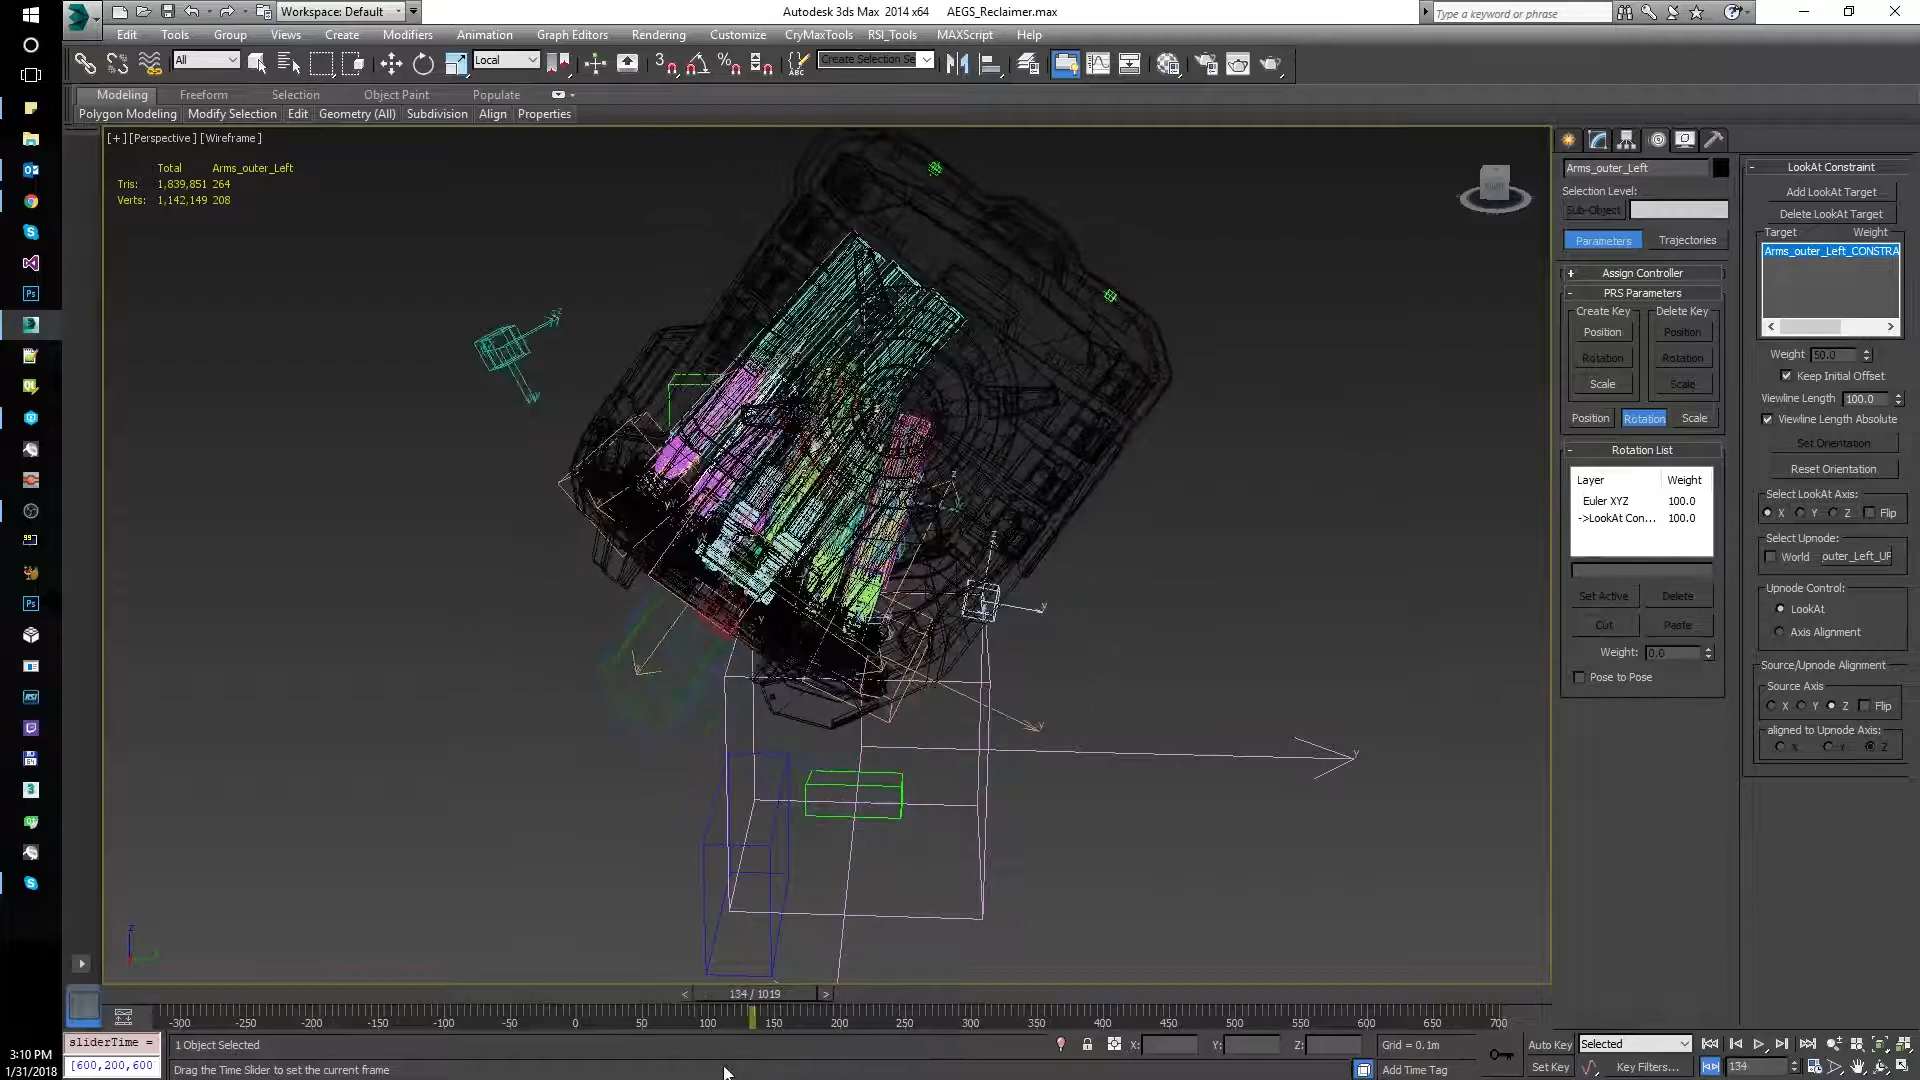 Workspace: Default
Autodesk 3ds Max 2014 x64 AEGS_Reclaimer.max
Type a keyword or phrase
Edit Tools Group Views Create Modifiers Animation Graph Editors Rendering Customize CryMaxTools RSI_Tools MAXScript Help
All Local Create Selection Se
Modeling Freeform Selection Object Paint Populate
Polygon Modeling Modify Selection Edit Geometry (All) Subdivision Align Properties
[+] [Perspective] [Wireframe]
Total Arms_outer_Left
Tris: 1,839,851 264
Verts: 1,142,149 208
Arms_outer_Left
Selection Level:
Sub-Object
Parameters Trajectories
+ Assign Controller
- PRS Parameters
Create Key Delete Key
Position Position
Rotation Rotation
Scale Scale
Position Rotation Scale
- Rotation List
Layer Weight
Euler XYZ 100.0
->LookAt Con... 100.0
Set Active Delete
Cut Paste
Weight: 0.0
Pose to Pose
- LookAt Constraint
Add LookAt Target
Delete LookAt Target
Target Weight
Arms_outer_Left_CONSTRA
Weight 50.0
Keep Initial Offset
Viewline Length 100.0
Viewline Length Absolute
Set Orientation
Reset Orientation
Select LookAt Axis:
X Y Z Flip
Select Upnode:
World outer_Left_UP
Upnode Control:
LookAt
Axis Alignment
Source/Upnode Alignment
Source Axis
X Y Z Flip
aligned to Upnode Axis:
X Y Z
< 134 / 1019 >
-300 -250 -200 -150 -100 -50 0 50 100 150 200 250 300 350 400 450 500 550 600 650 700
sliderTime =
[600,200,600
1 Object Selected
Drag the Time Slider to set the current frame
X: Y: Z: Grid = 0.1m
Add Time Tag
Auto Key Selected
Set Key Key Filters...
134
3:10 PM
1/31/2018